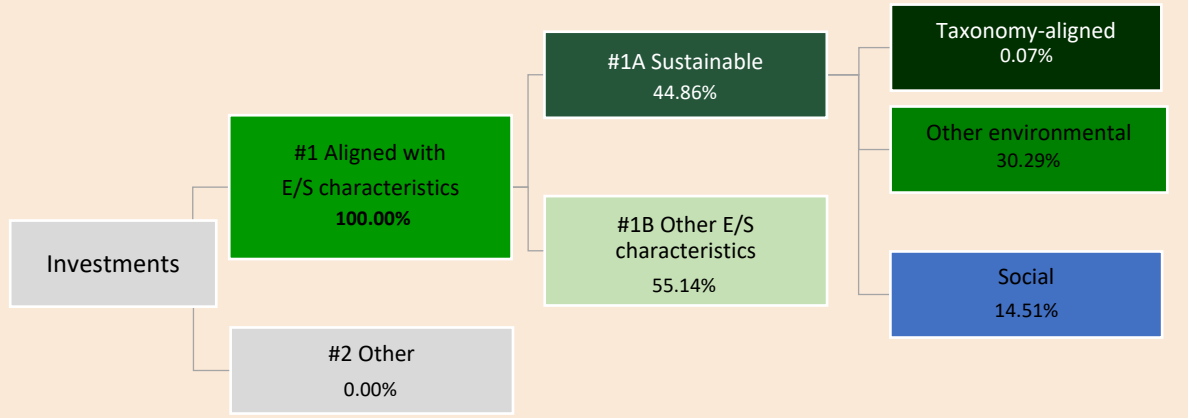 Investments
#1 Aligned with
E/S characteristics
100.00%
#2 Other
0.00%
#1A Sustainable
44.86%
#1B Other E/S
characteristics
55.14%
Taxonomy-aligned
0.07%
Other environmental
30.29%
Social
14.51%